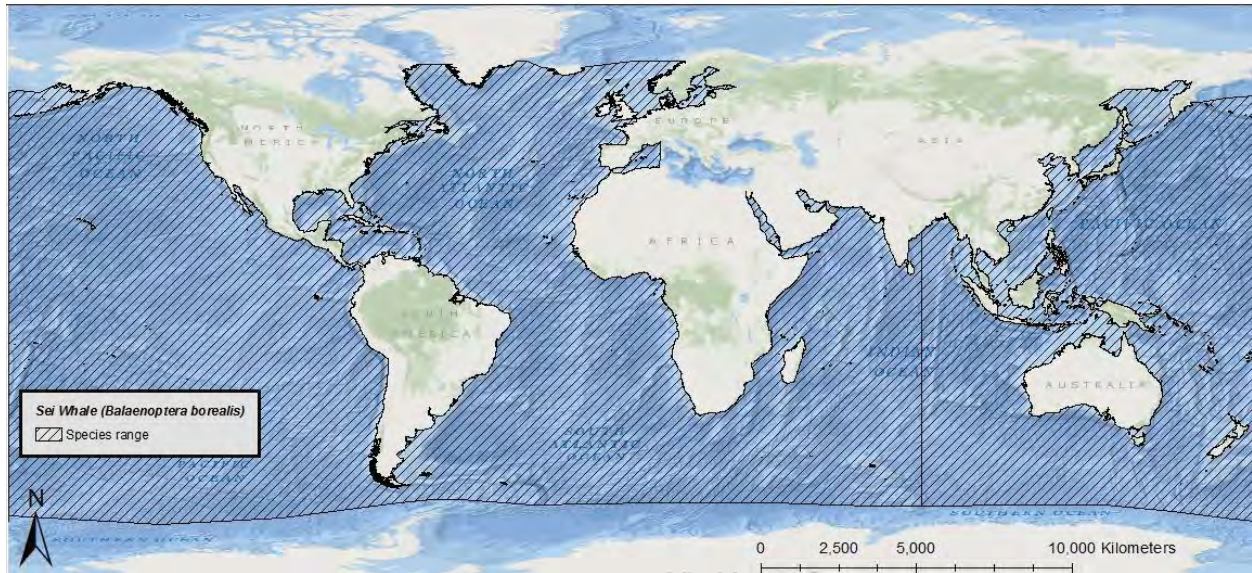 NORTH
PACIFIC
OCEAN
NORTH
MERICA
NORTH
ATLANTIC
OCEAN
EUROPE
ASIA
PACIFIC OCEAN
AFRICA
SOUTH
AMERICA
INDIAN
OCEAN
AUSTRALIA
SOUTH
ATLANTIC
OCEAN
PACIFIC
OCEAN
Sei Whale (Balaenoptera borealis)
Species range
N
SOUTHERN OCEAN
SOUTHERN OCEAN
0 2,500 5,000 10,000 Kilometers